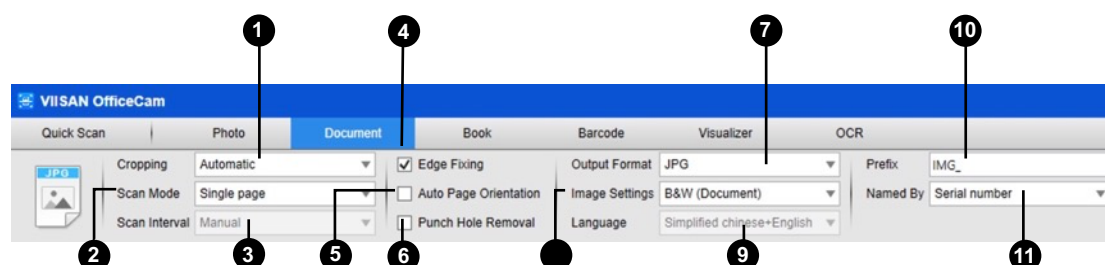 1 4 7 10
VIISAN OfficeCam
Quick Scan Photo Document Book Barcode Visualizer OCR
JPG
Cropping Automatic Edge Fixing Output Format JPG Prefix IMG_
Scan Mode Single page Auto Page Orientation Image Settings B&W (Document) Named By Serial number
Scan Interval Manual Punch Hole Removal Language Simplified chinese+English
2 3 5 6 9 11